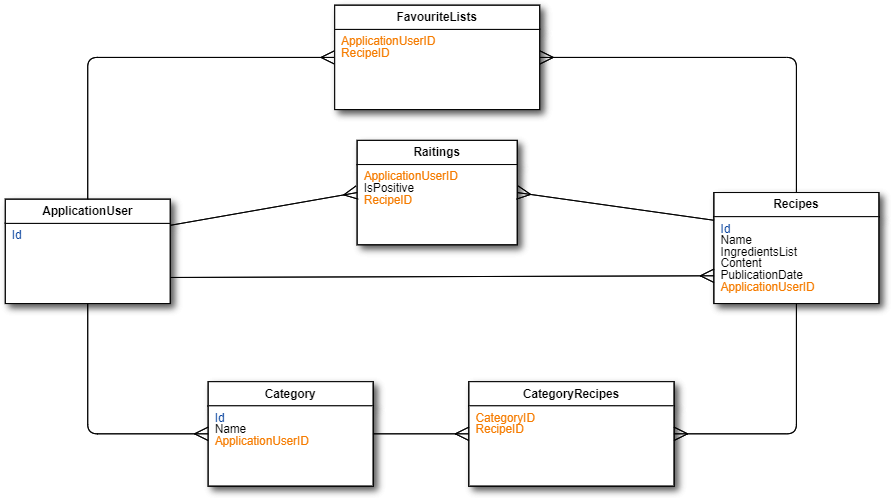 FavouriteLists
ApplicationUserID
RecipeID
Raitings
ApplicationUserID
IsPositive
RecipeID
ApplicationUser
Id
Recipes
Id
Name
IngredientsList
Content
PublicationDate
ApplicationUserID
Category
Id
Name
ApplicationUserID
CategoryRecipes
CategoryID
RecipeID